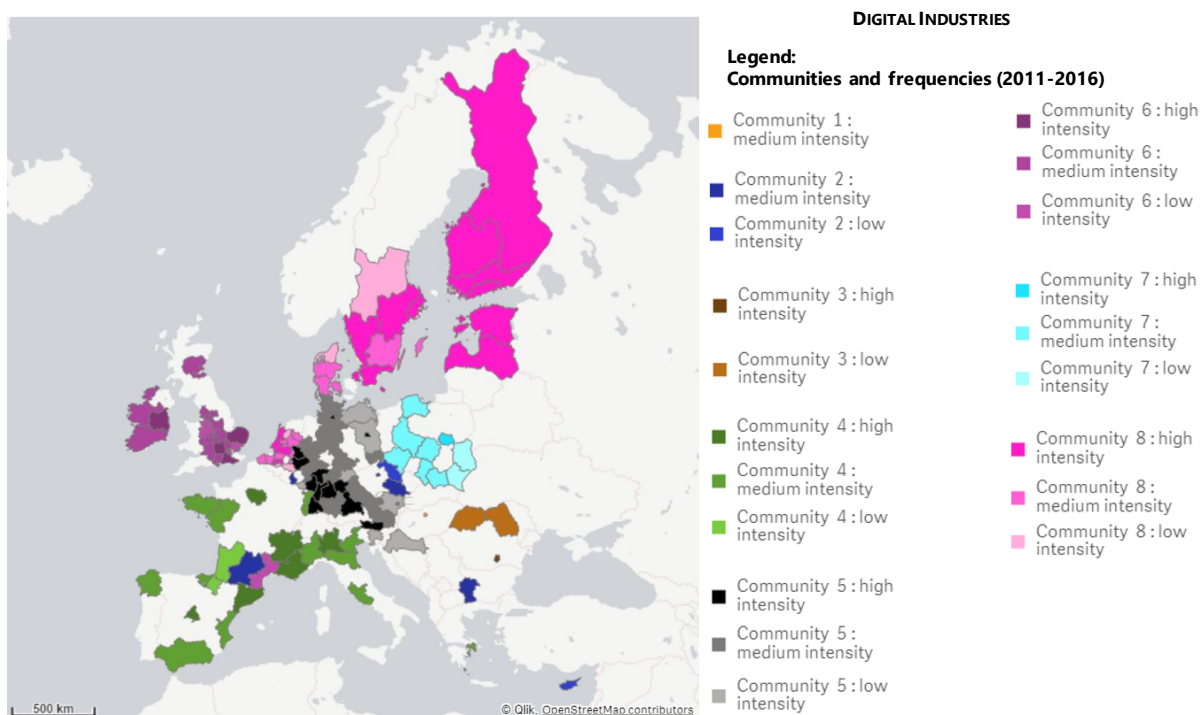 DIGITAL INDUSTRIES
Legend:
Communities and frequencies (2011-2016)
Community 1 :
medium intensity
Community 2 :
medium intensity
Community 2 : low
intensity
Community 3 : high
intensity
Community 3 : low
intensity
Community 4 : high
intensity
Community 4 :
medium intensity
Community 4 : low
intensity
Community 5 : high
intensity
Community 5 :
medium intensity
Community 5 : low
intensity
Community 6 : high
intensity
Community 6 :
medium intensity
Community 6 : low
intensity
Community 7 : high
intensity
Community 7 :
medium intensity
Community 7 : low
intensity
Community 8 : high
intensity
Community 8 :
medium intensity
Community 8 : low
intensity
500 km
© Qlik, OpenStreetMap contributors